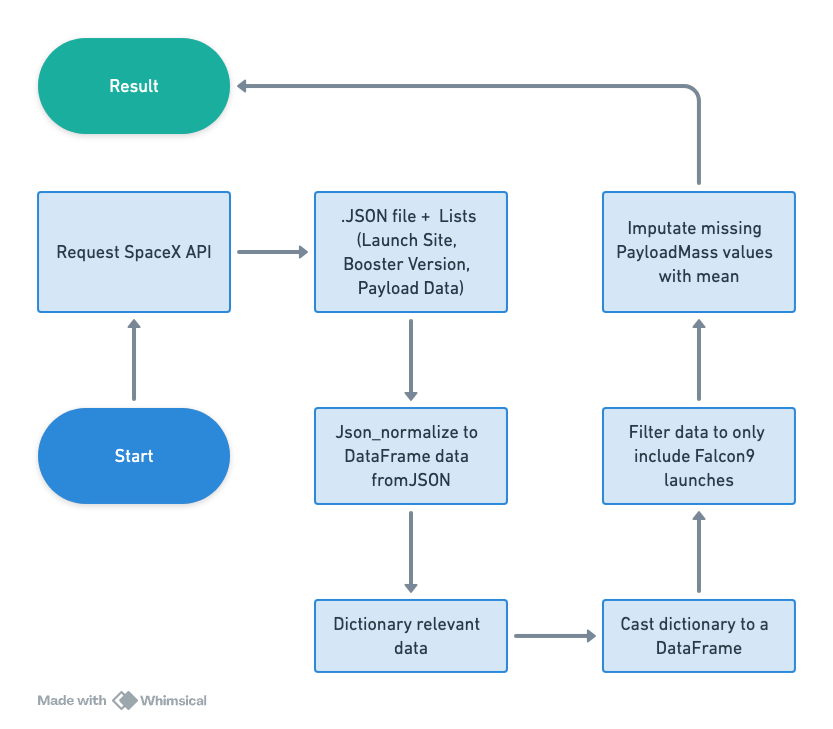 Result
Request SpaceX API
.JSON file + Lists
(Launch Site,
Booster Version,
Payload Data)
Imputate missing
PayloadMass values
with mean
Start
Json_normalize to
DataFrame data
fromJSON
Filter data to only
include Falcon9
launches
Dictionary relevant
data
Cast dictionary to a
DataFrame
Made with Whimsical